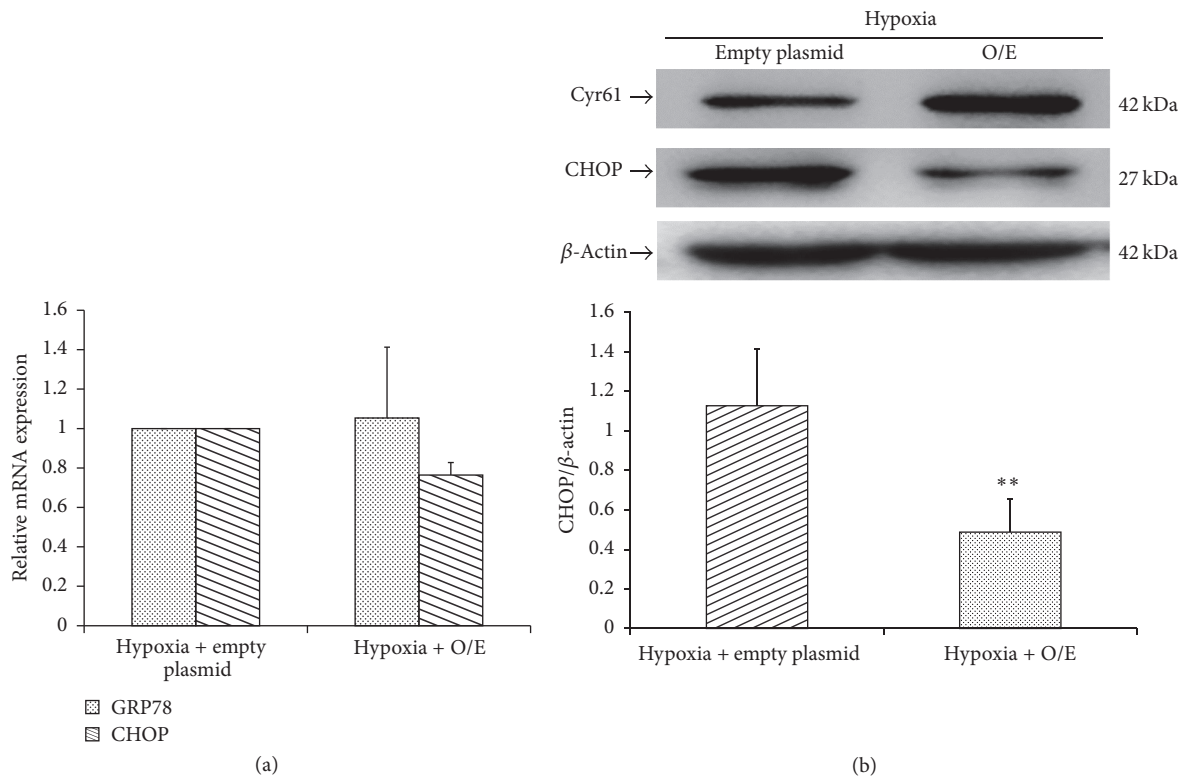 Hypoxia
Empty plasmid O/E
Cyr61 42 kDa
CHOP 27 kDa
β-Actin 42 kDa
Relative mRNA expression
1.6
1.4
1.2
1
0.8
0.6
0.4
0.2
0
Hypoxia + empty
plasmid
Hypoxia + O/E
GRP78
CHOP
(a)
CHOP/β-actin
1.6
1.4
1.2
1
0.8
0.6
0.4
0.2
0
**
Hypoxia + empty plasmid Hypoxia + O/E
(b)